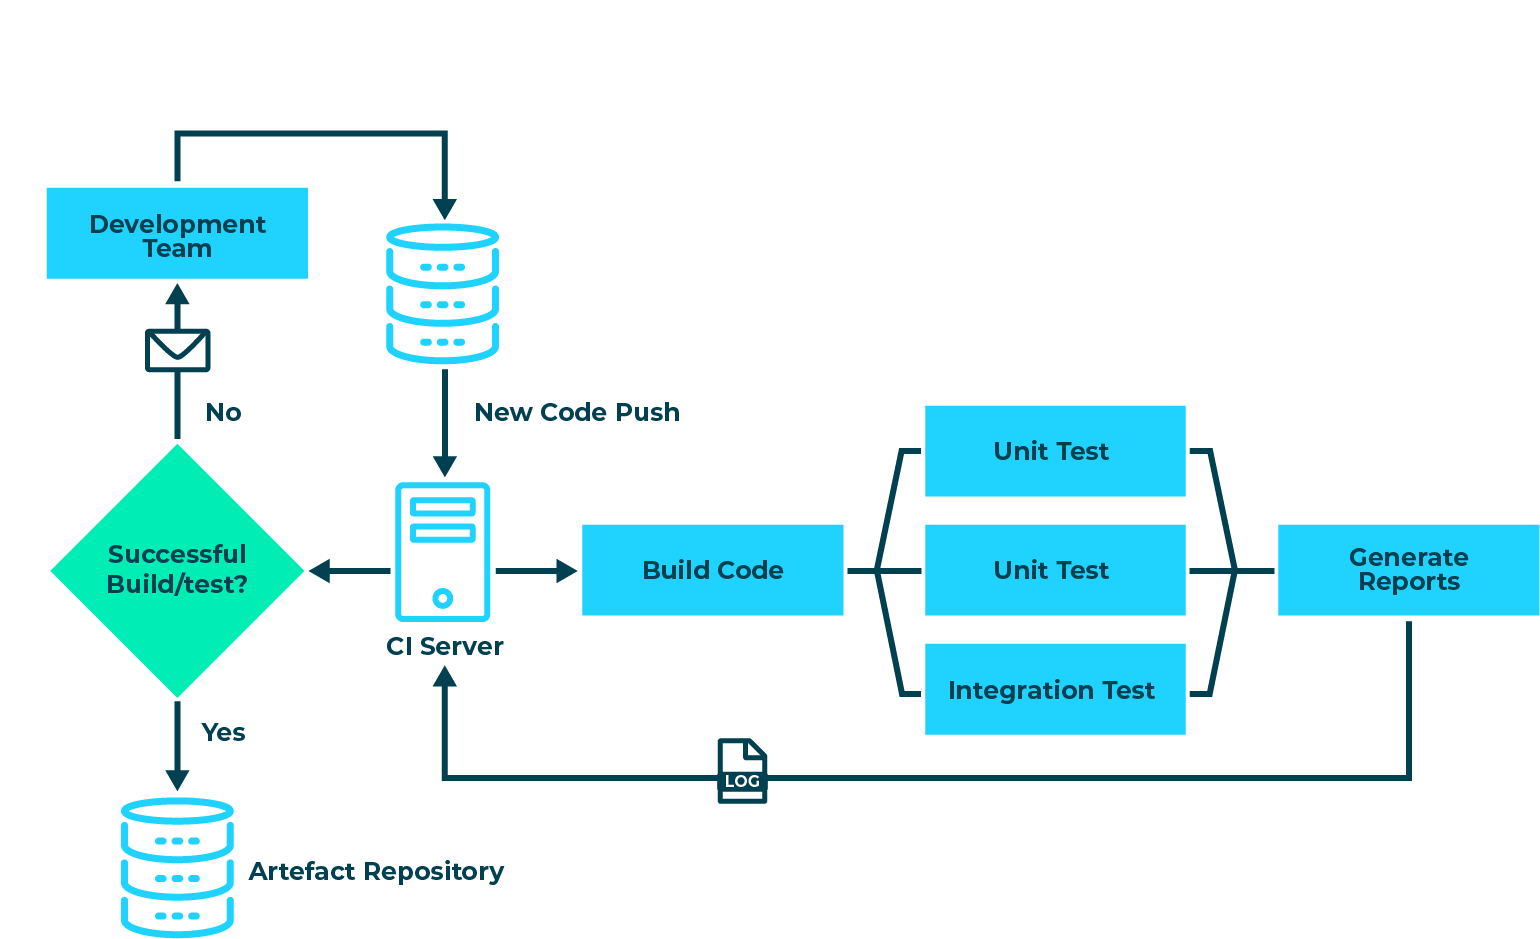 Development
Team
No
New Code Push
Successful
Build/test?
CI Server
Build Code
Unit Test
Unit Test
Integration Test
Generate
Reports
Yes
LOG
Artefact Repository